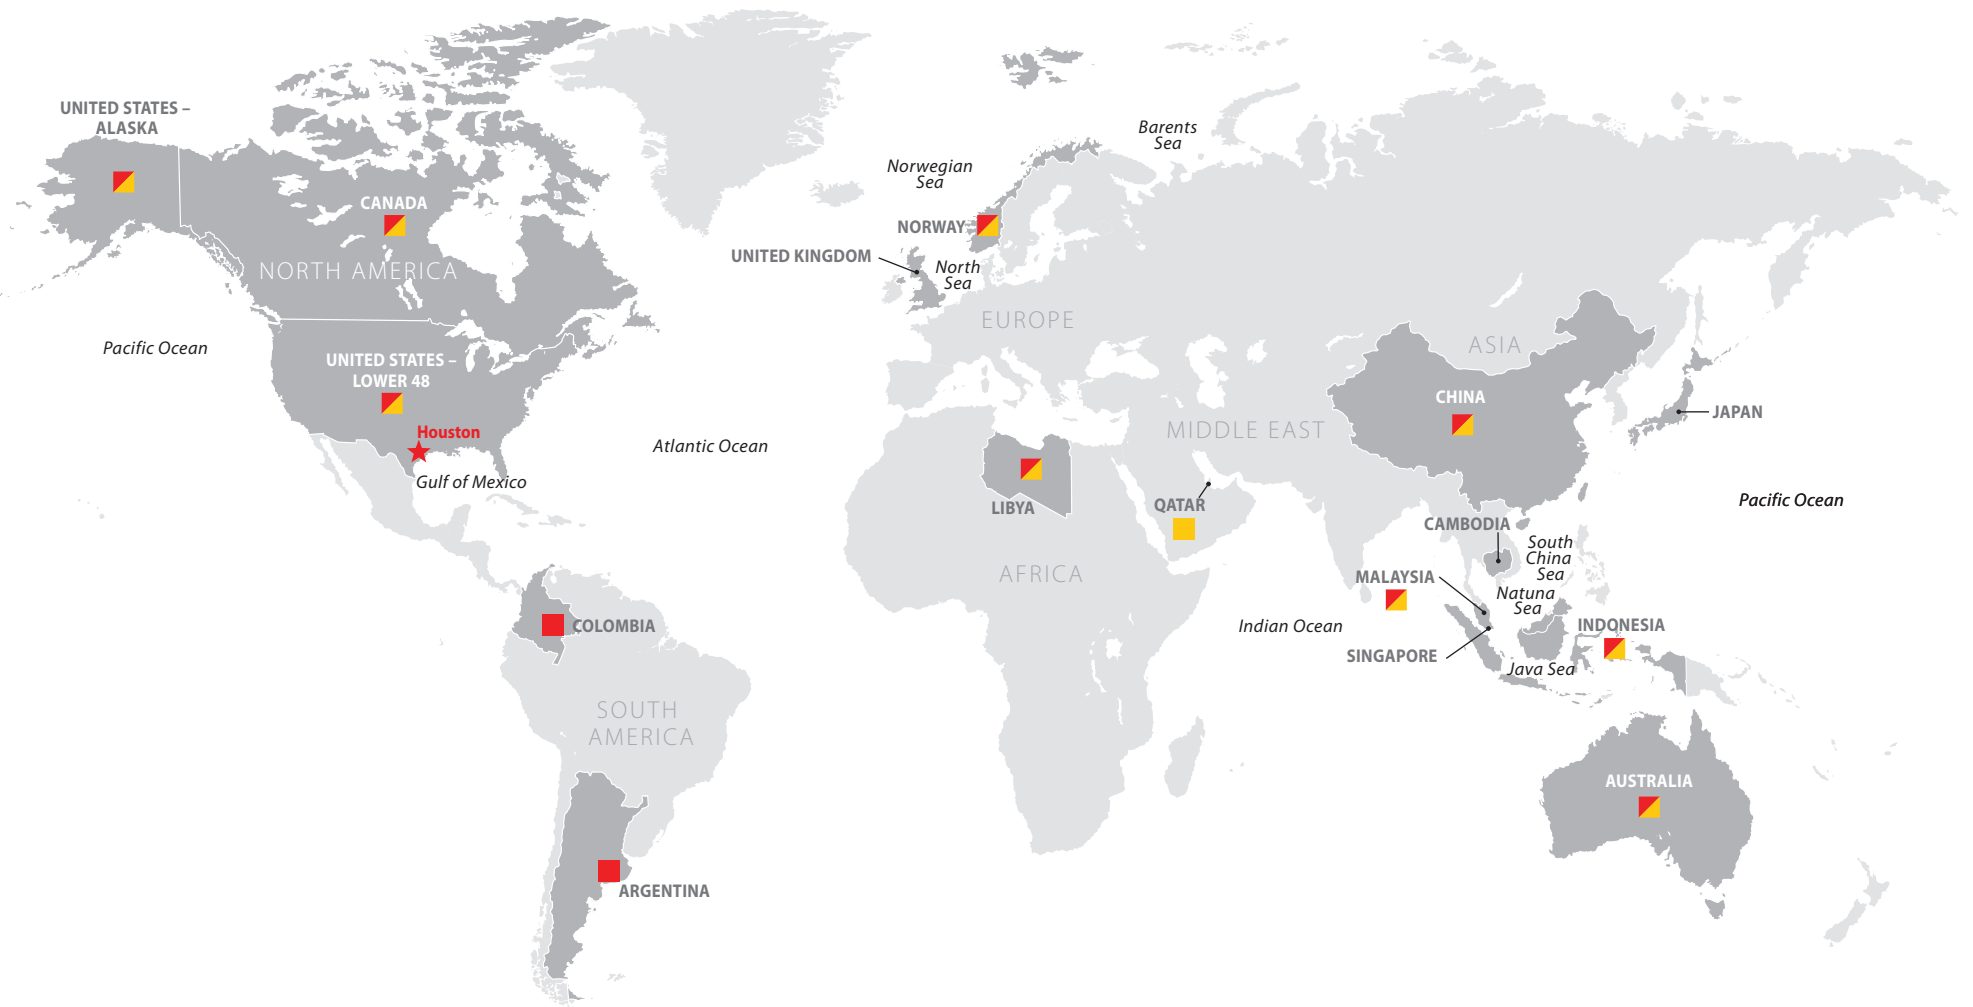 UNITED STATES –
ALASKA
CANADA
NORTH AMERICA
Pacific Ocean
UNITED STATES –
LOWER 48
Houston
Gulf of Mexico
Atlantic Ocean
COLOMBIA
SOUTH
AMERICA
ARGENTINA
Barents
Sea
Norwegian
Sea
NORWAY
UNITED KINGDOM
North
Sea
EUROPE
ASIA
CHINA
JAPAN
MIDDLE EAST
LIBYA
QATAR
AFRICA
Pacific Ocean
CAMBODIA
South
China
Sea
MALAYSIA
Natuna
Sea
Indian Ocean
INDONESIA
SINGAPORE
Java Sea
AUSTRALIA